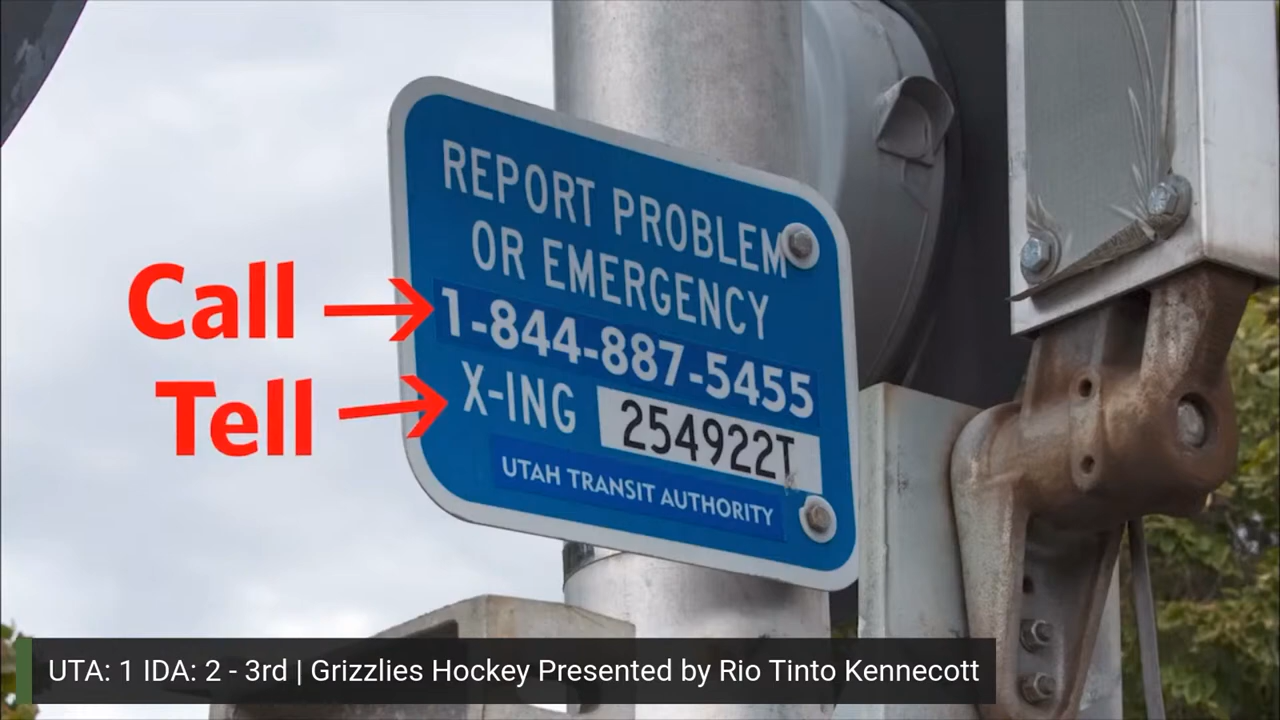 REPORT PROBLEM
OR EMERGENCY
Call
1-844-887-5455
Tell
X-ING 254922T
UTAH TRANSIT AUTHORITY
UTA: 1 IDA: 2 - 3rd | Grizzlies Hockey Presented by Rio Tinto Kennecott